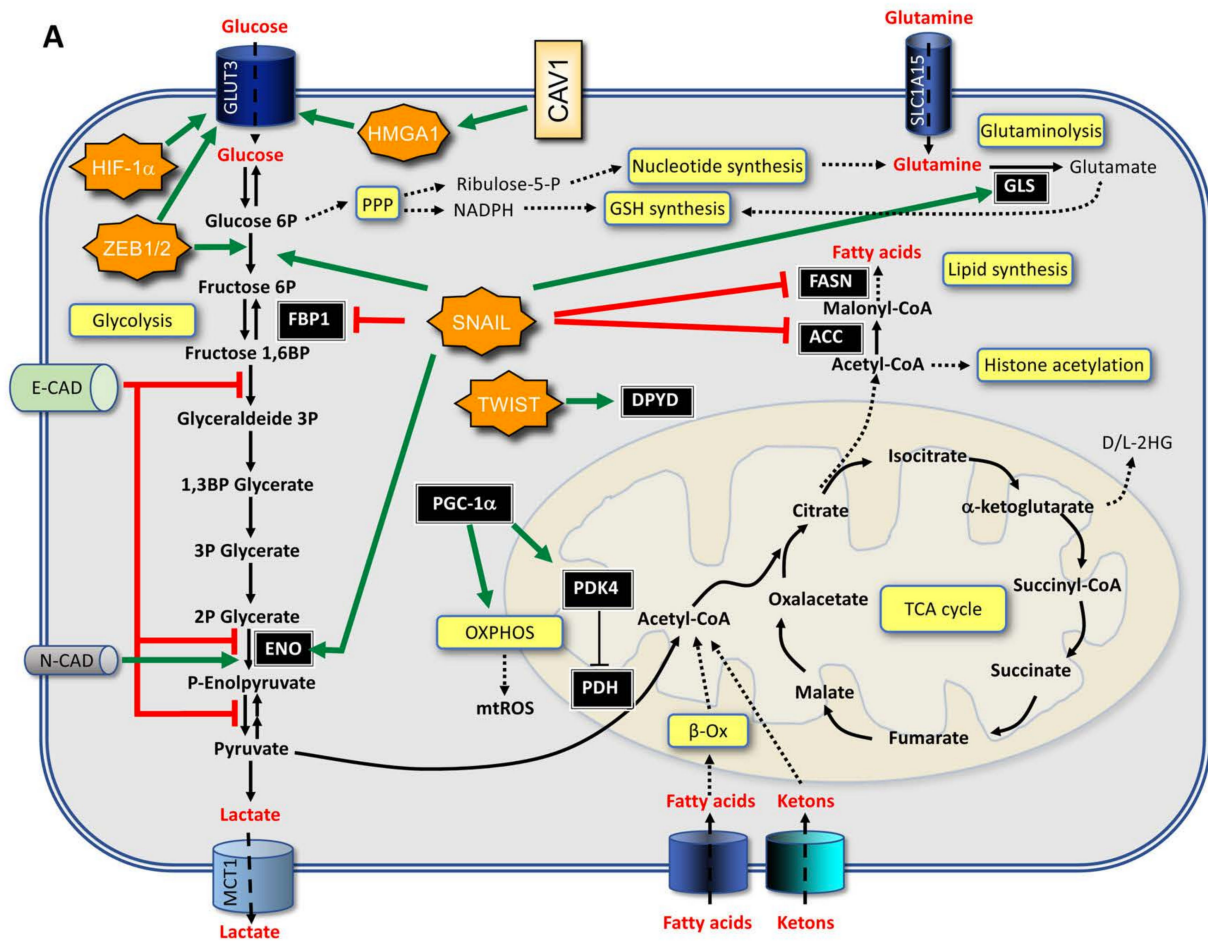 A
Glucose
Glutamine
GLUT3
CAV1
SLC1A15
HMGA1
Glutaminolysis
HIF-1α
Glucose
Nucleotide synthesis
Glutamine
Glutamate
Ribulose-5-P
GLS
PPP
NADPH
GSH synthesis
Glucose 6P
ZEB1/2
Fatty acids
Lipid synthesis
FASN
Fructose 6P
Malonyl-CoA
Glycolysis
FBP1
SNAIL
ACC
Fructose 1,6BP
Acetyl-CoA
Histone acetylation
E-CAD
TWIST
DPYD
Glyceraldeide 3P
D/L-2HG
Isocitrate
1,3BP Glycerate
PGC-1α
Citrate
α-ketoglutarate
3P Glycerate
PDK4
Succinyl-CoA
2P Glycerate
Acetyl-CoA
Oxalacetate
TCA cycle
OXPHOS
ENO
N-CAD
P-Enolpyruvate
PDH
Succinate
mtROS
Malate
β-Ox
Fumarate
Pyruvate
Lactate
Fatty acids
Ketons
MCT1
Lactate
Fatty acids
Ketons